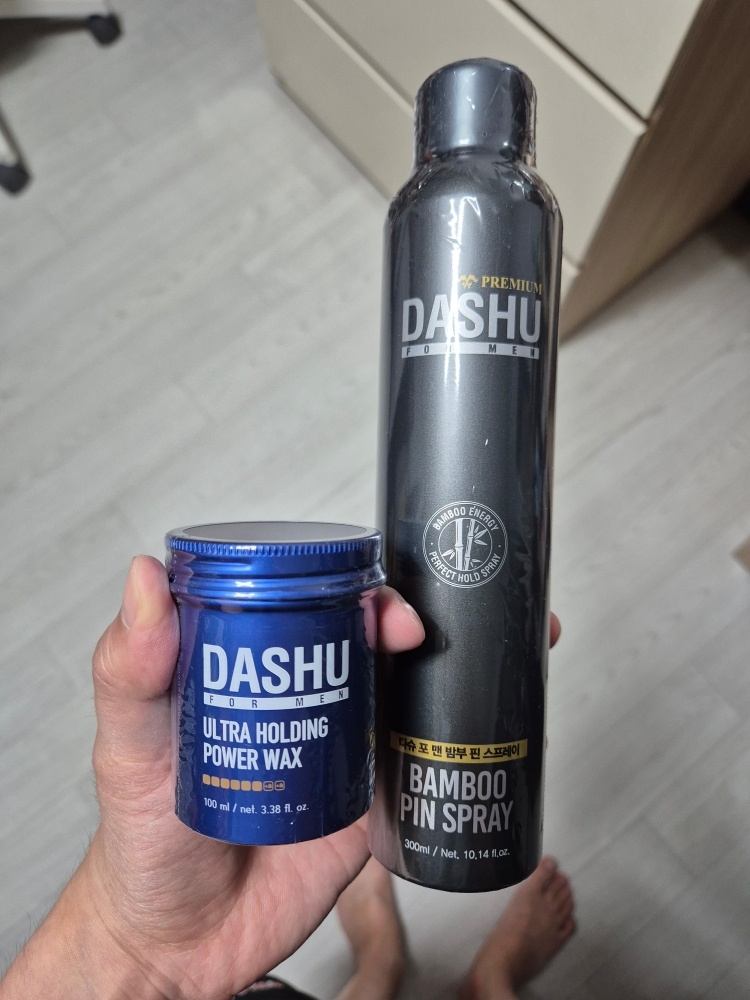 DASHU
FOR MEN
ULTRA HOLDING
POWER WAX
100 ml / net. 3.38 fl. oz.
PREMIUM
DASHU
FOR MEN
BAMBOO ENERGY
PERFECT HOLD SPRAY
다슈 포 맨 밤부 핀 스프레이
BAMBOO
PIN SPRAY
300ml / Net. 10.14 fl.oz.